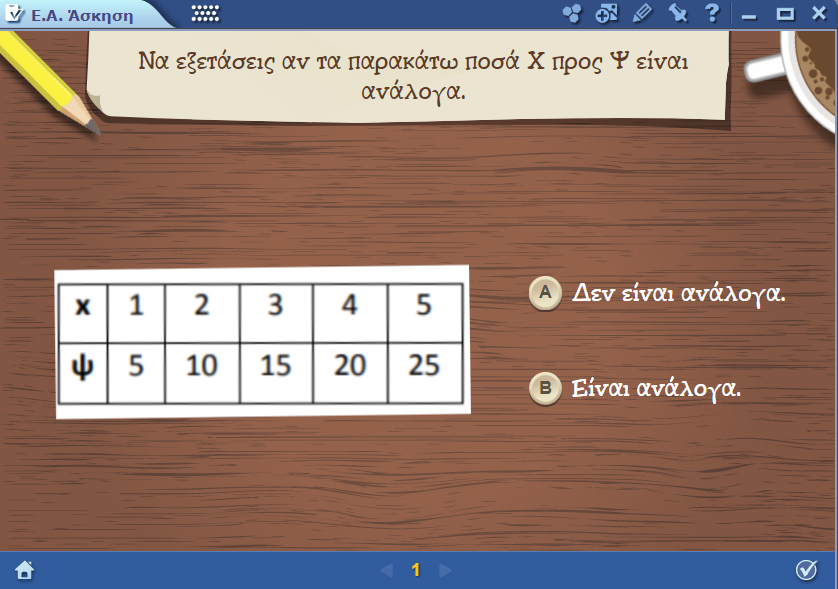 Ε.Α. Άσκηση
?
Να εξετάσεις αν τα παρακάτω ποσά Χ προς Ψ είναι
ανάλογα.
x 1 2 3 4 5
ψ 5 10 15 20 25
A Δεν είναι ανάλογα.
B Είναι ανάλογα.
1